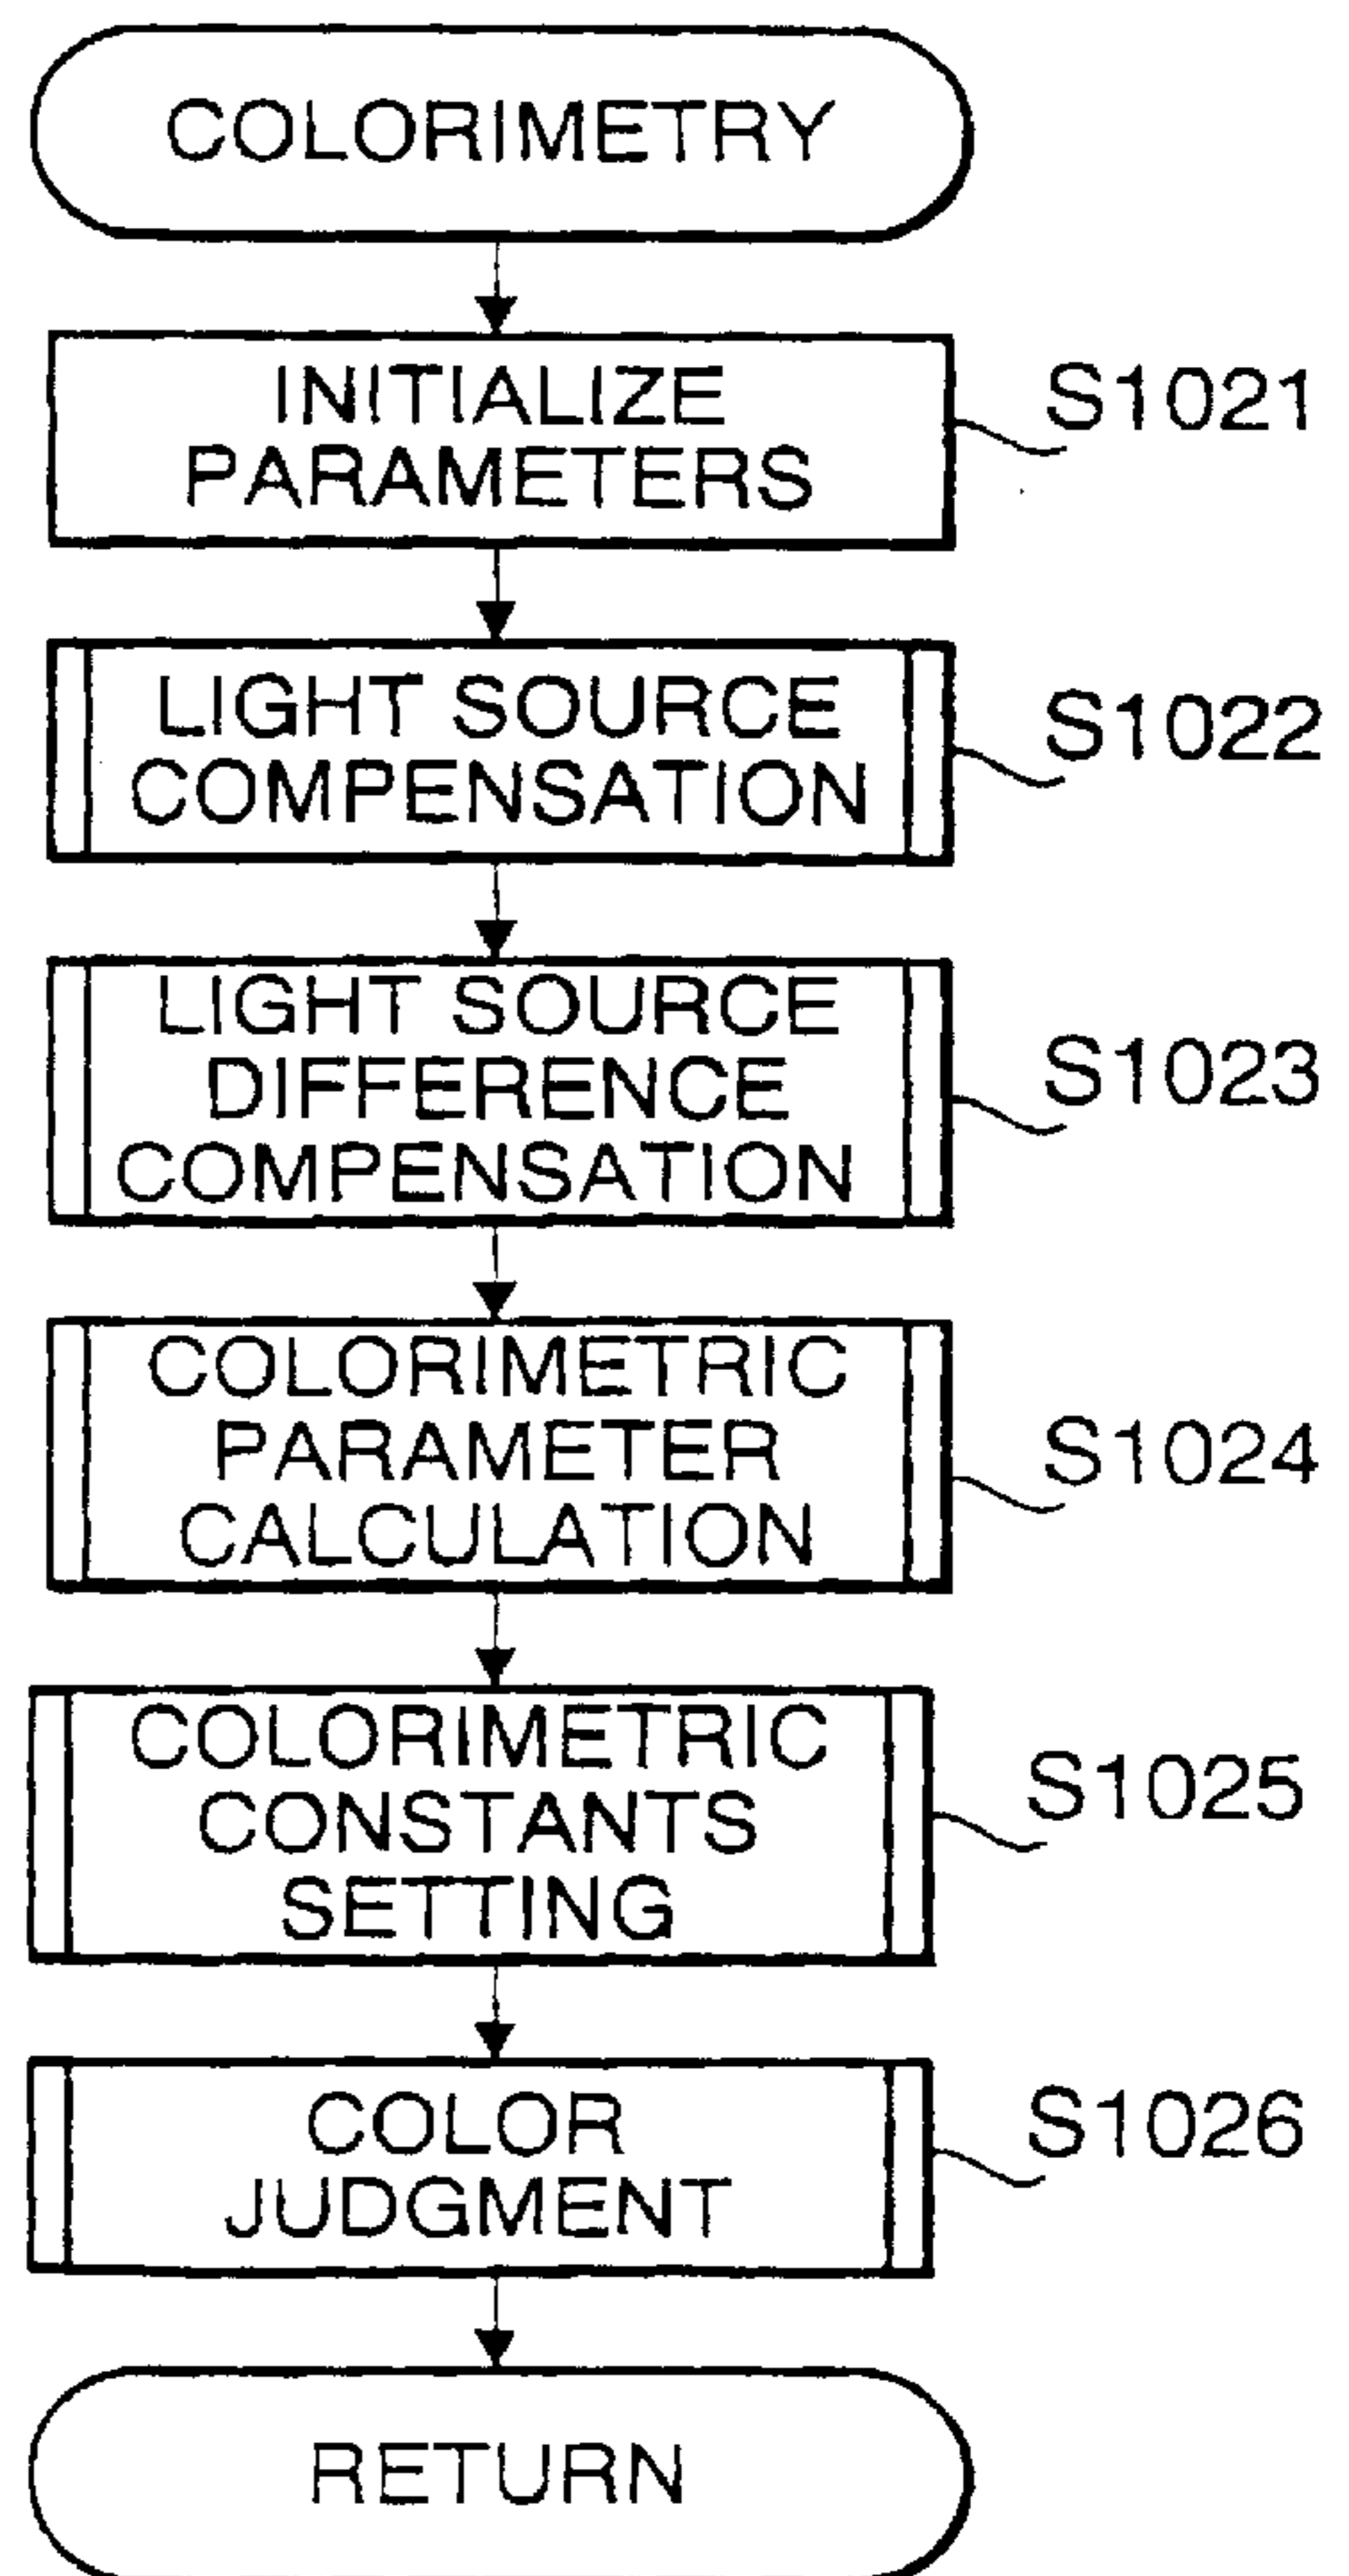 COLORIMETRY
INITIALIZE
PARAMETERS
S1021
LIGHT SOURCE
COMPENSATION
S1022
LIGHT SOURCE
DIFFERENCE
COMPENSATION
S1023
COLORIMETRIC
PARAMETER
CALCULATION
S1024
COLORIMETRIC
CONSTANTS
SETTING
S1025
COLOR
JUDGMENT
S1026
RETURN